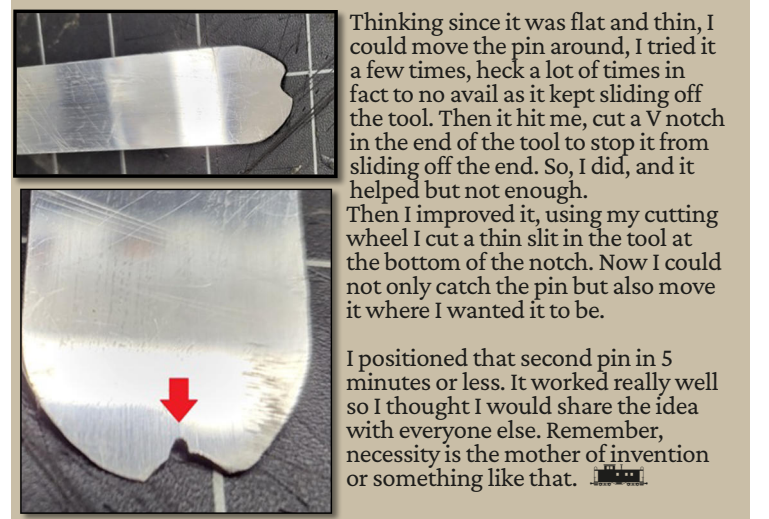 Thinking since it was flat and thin, I
could move the pin around, I tried it
a few times, heck a lot of times in
fact to no avail as it kept sliding off
the tool. Then it hit me, cut a V notch
in the end of the tool to stop it from
sliding off the end. So, I did, and it
helped but not enough.
Then I improved it, using my cutting
wheel I cut a thin slit in the tool at
the bottom of the notch. Now I could
not only catch the pin but also move
it where I wanted it to be.
I positioned that second pin in 5
minutes or less. It worked really well
so I thought I would share the idea
with everyone else. Remember,
necessity is the mother of invention
or something like that.